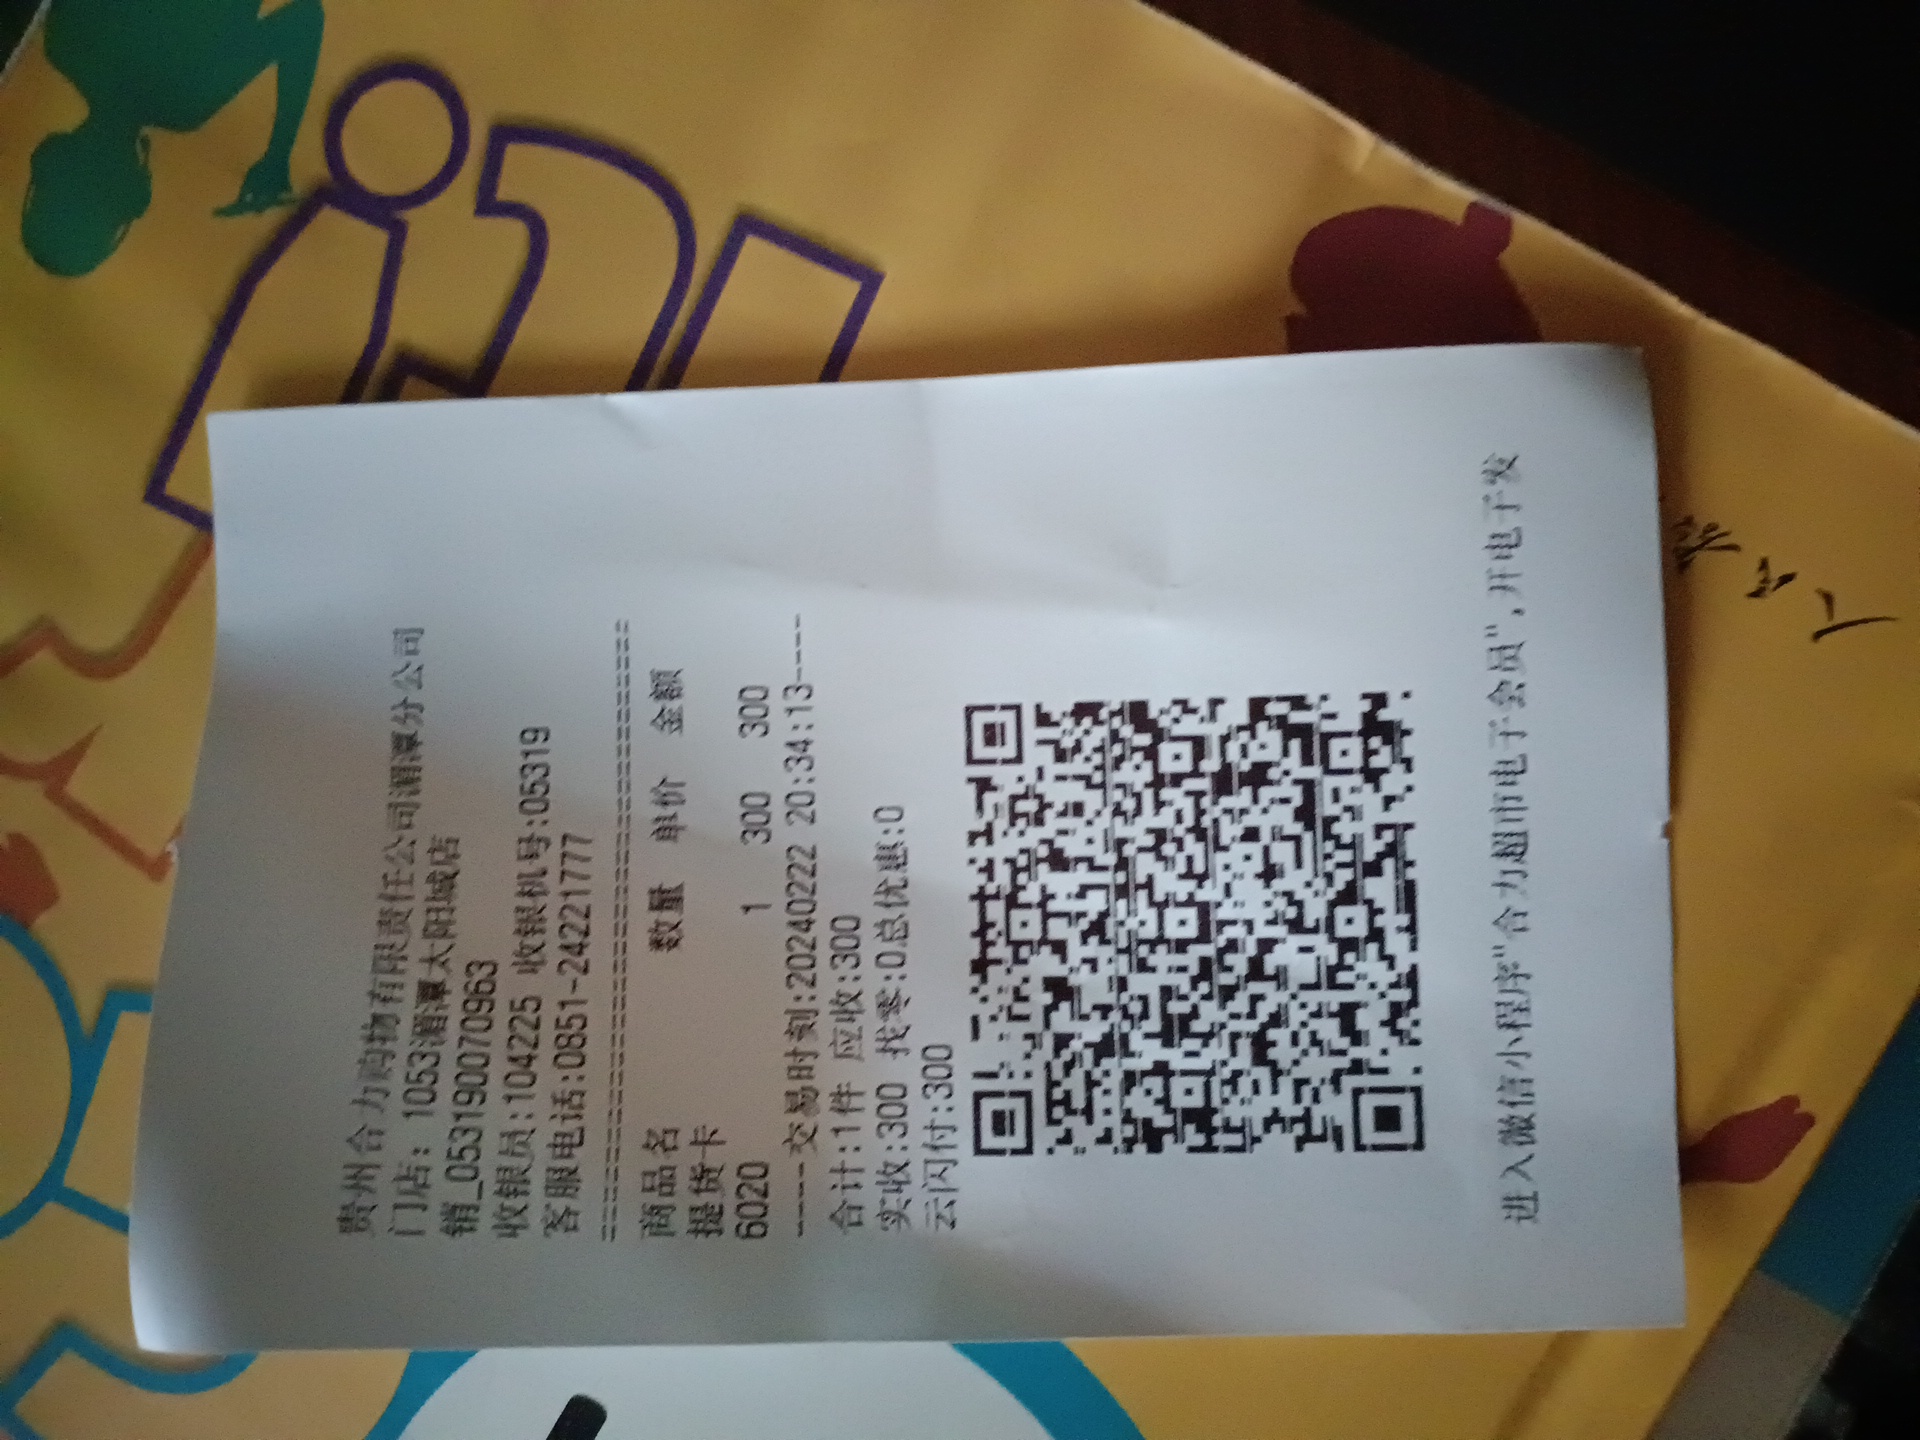 贵州合力购物有限责任公司湄潭分公司
门店: 1053湄潭太阳城店
销_053190070963
收银员:104225 收银机号:05319
客服电话:0851-24221777
商品名 数量 单价 金额
提货卡
6020 1 300 300
----交易时刻:20240222 20:34:13----
合计:1件 应收:300
实收:300 找零:0总优惠:0
云闪付:300
进入微信小程序"合力超市电子会员",开电子发